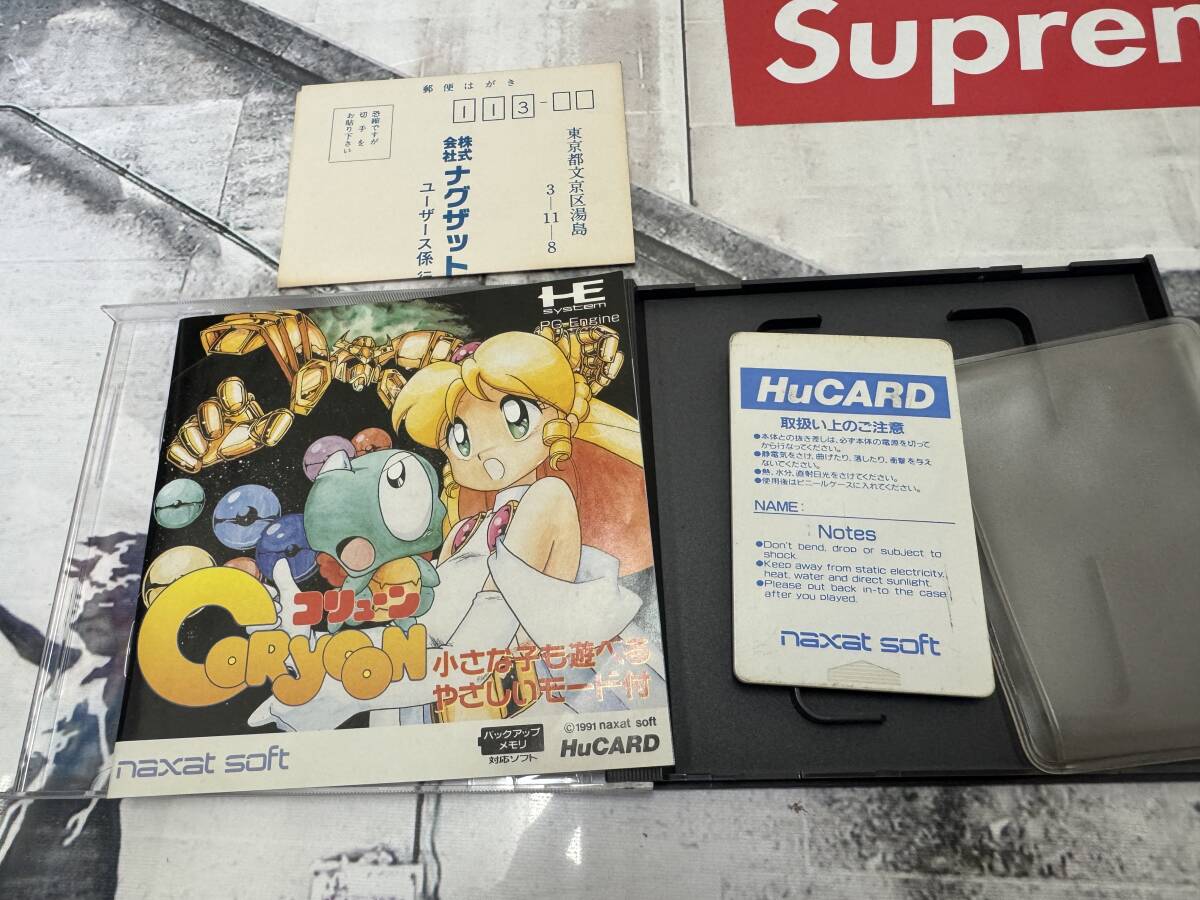 Suprem
郵便はがき
恐縮ですが
切手を
お貼り下さい
113-
東京都文京区湯島
3―11―8
株式会社ナグザット
ユーザース係行
HE
system
PC Engine
コリューン
CORYOON
小さな子も遊べる
やさしいモード付
©1991 naxat soft
バックアップ
メモリ
対応ソフト
HuCARD
naxat soft
HuCARD
取扱い上のご注意
●本体との抜き差しは、必ず本体の電源を切って
から行なってください。
●静電気をさけ、曲げたり、落したり、衝撃を与え
ないでください。
●熱、水分、直射日光をさけてください。
●使用後はビニールケースに入れてください。
NAME:
Notes
●Don't bend, drop or subject to
shock.
●Keep away from static electricity,
heat, water and direct sunlight.
●Please put back in-to the case
after you played.
naxat soft